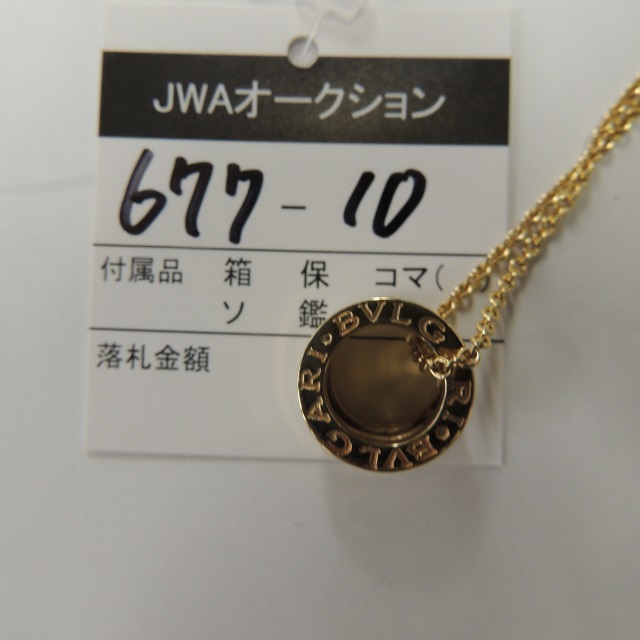 JWAオークション
677-10
付属品 箱 保 コマ(
ソ 鑑
落札金額
BVLGARI • BVLGARI •